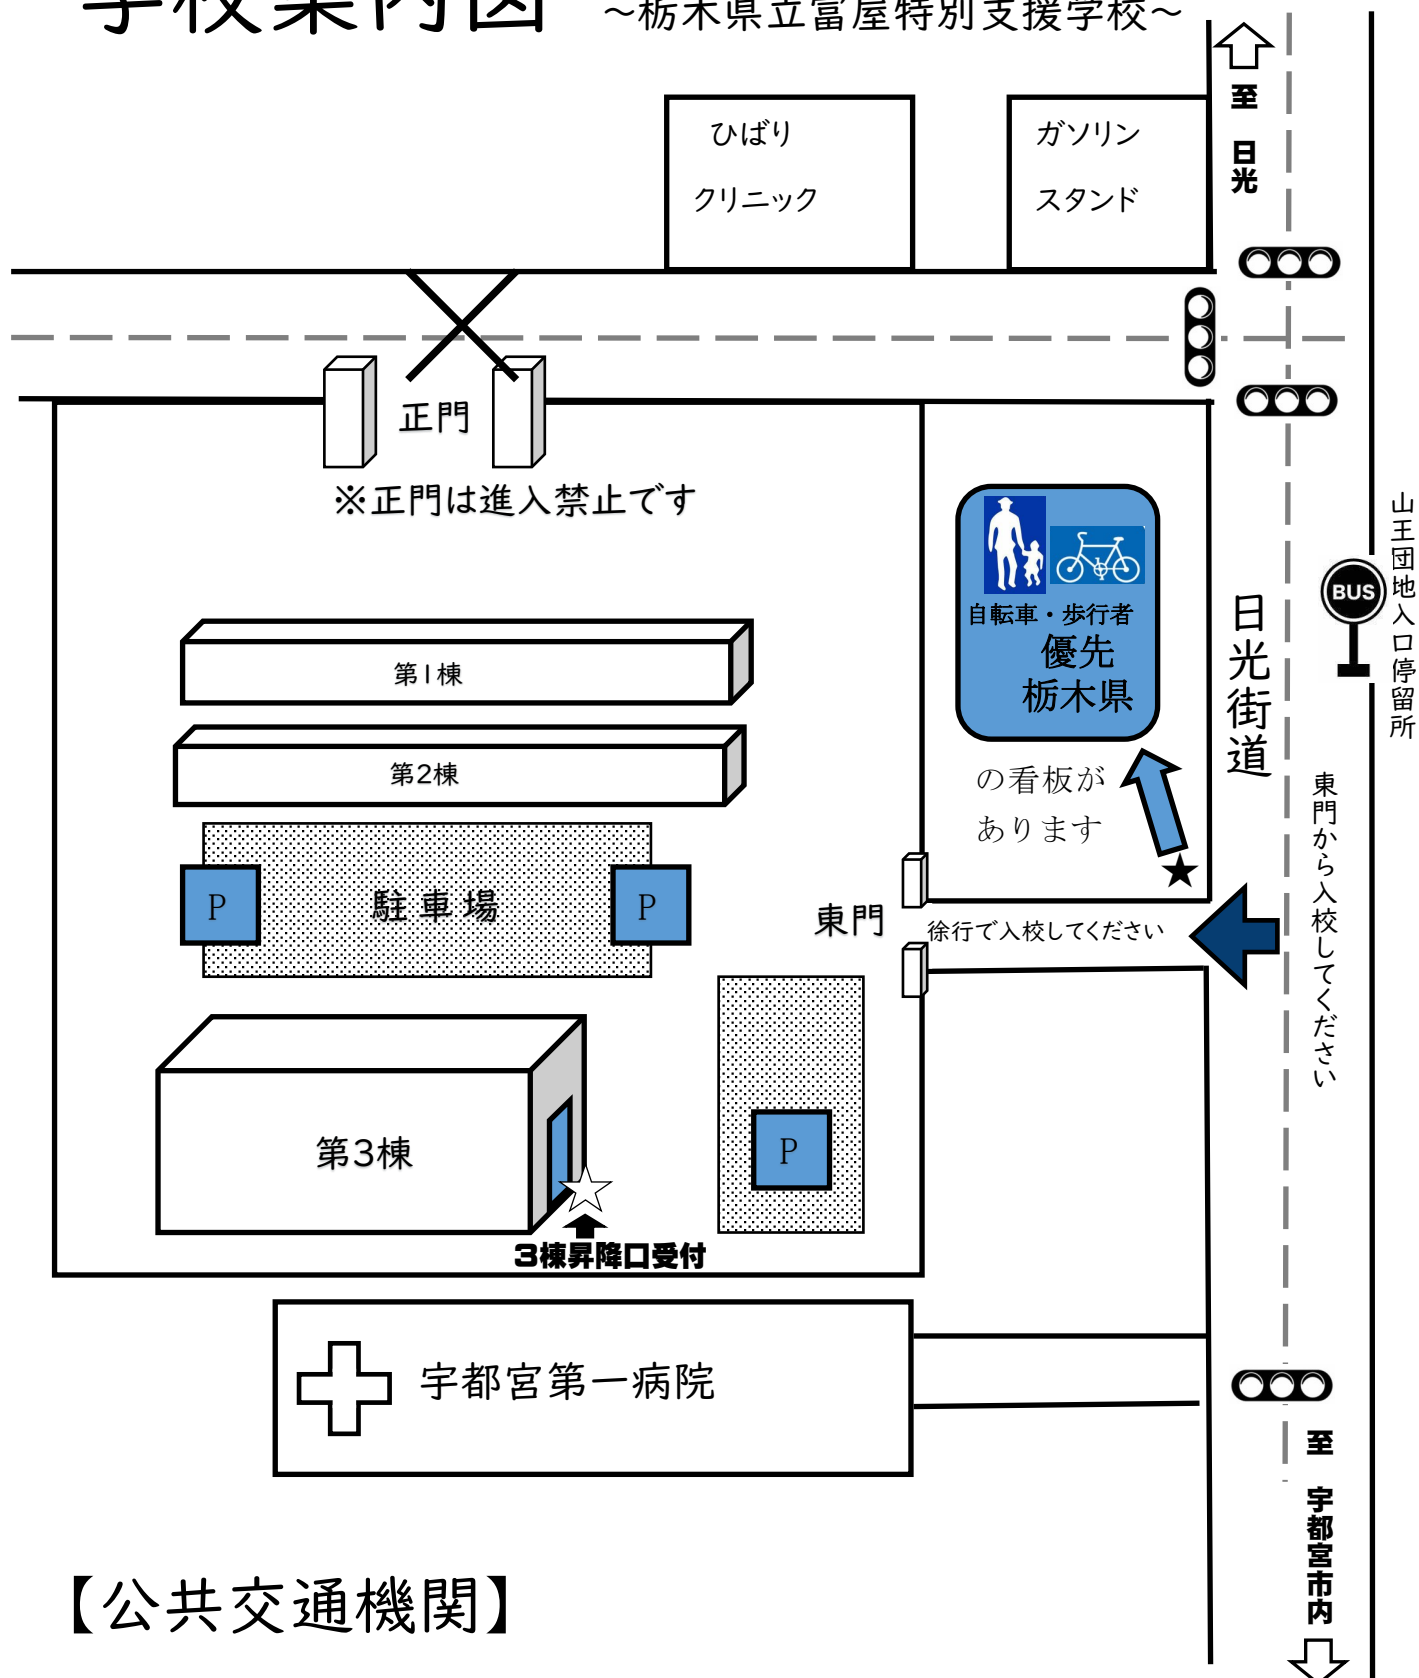 学校案内図 ～栃木県立富屋特別支援学校～
至 日光
ひばり
クリニック
ガソリン
スタンド
正門
※正門は進入禁止です
自転車・歩行者
優先
栃木県
の看板が
あります
BUS
山王団地入口停留所
日光街道
第1棟
第2棟
駐車場
P
P
東門
徐行で入校してください
東門から入校してください
第3棟
P
3棟昇降口受付
宇都宮第一病院
至 宇都宮市内
【公共交通機関】